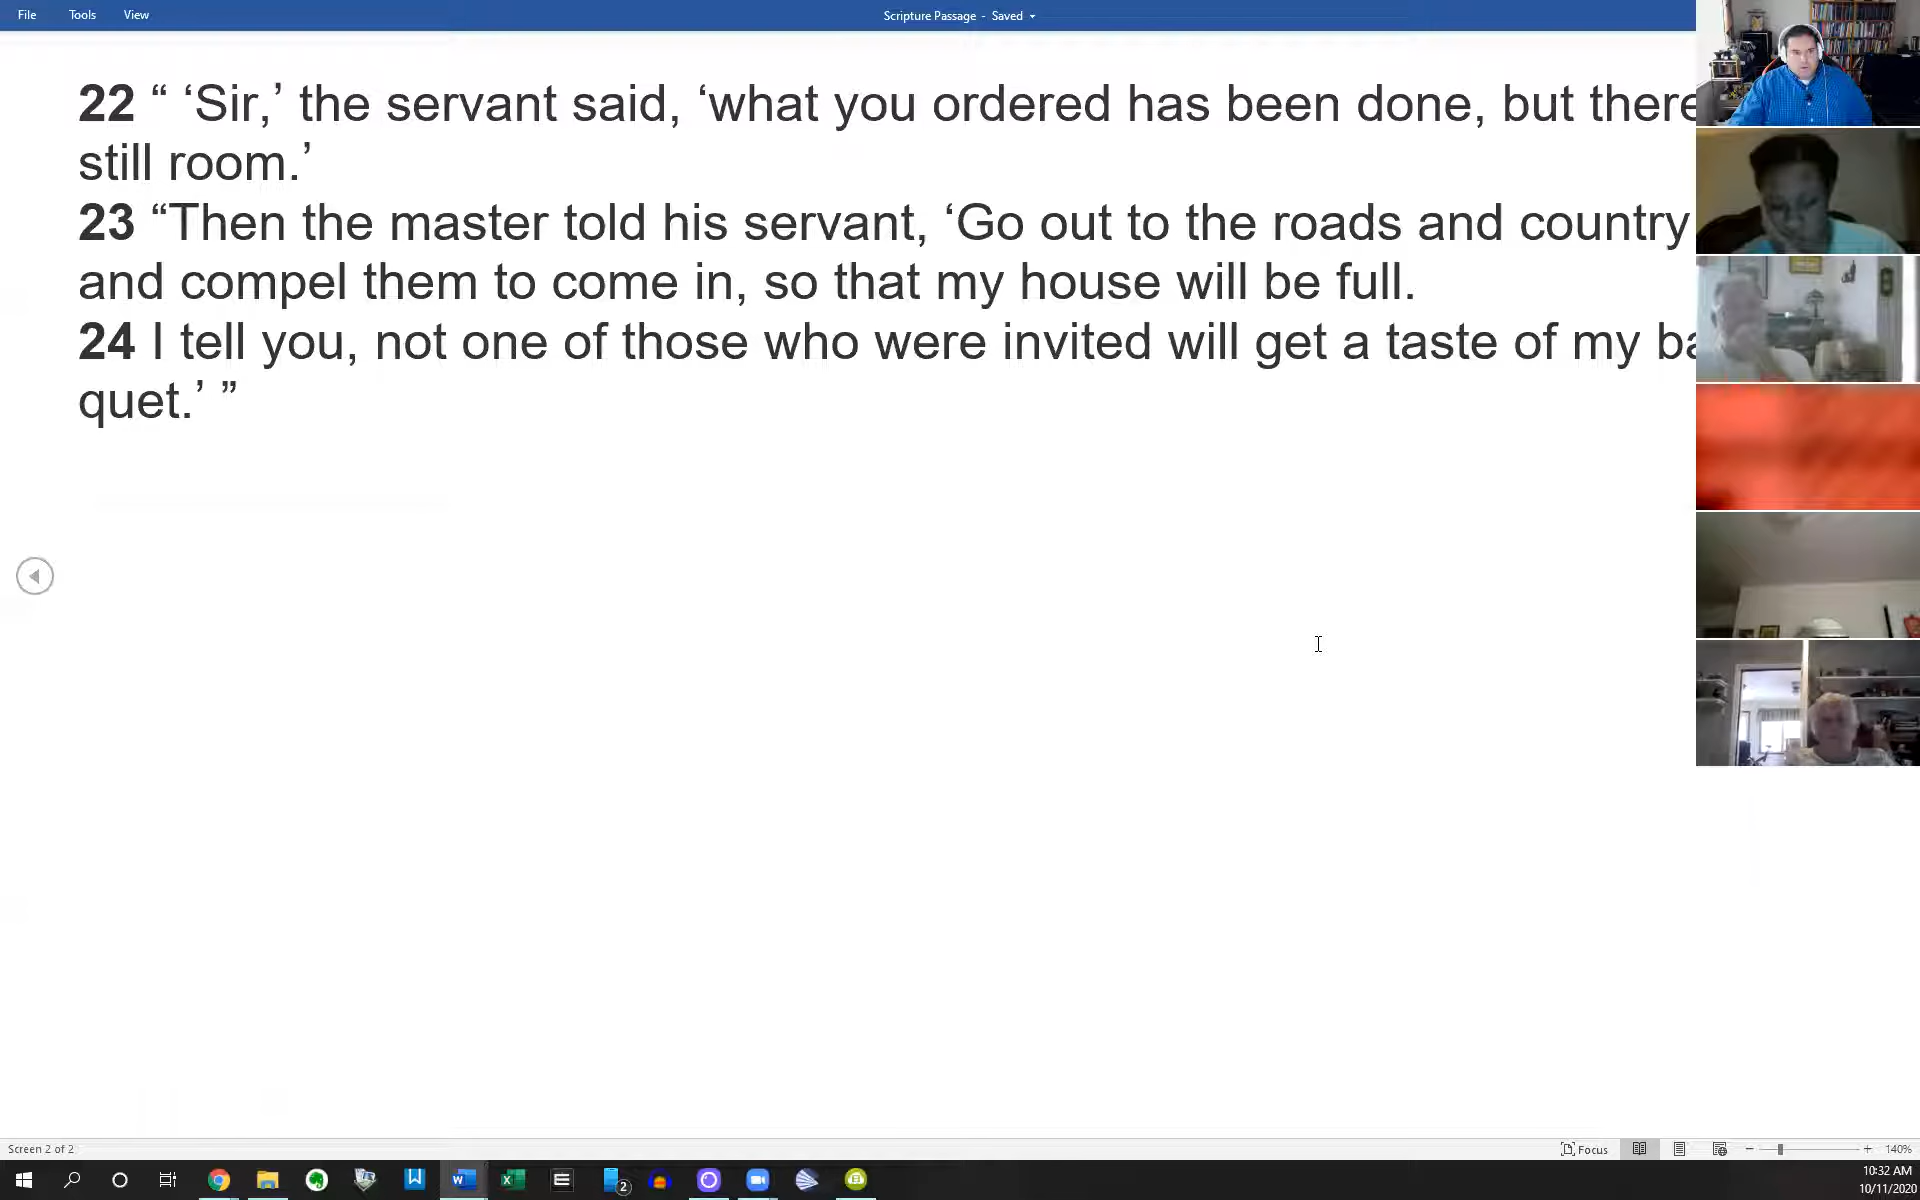 File Tools View
Scripture Passage - Saved
22 “ ‘Sir,’ the servant said, ‘what you ordered has been done, but there
still room.’
23 “Then the master told his servant, ‘Go out to the roads and country
and compel them to come in, so that my house will be full.
24 I tell you, not one of those who were invited will get a taste of my ba
quet.’ ”
Screen 2 of 2
Focus
140%
2
10:32 AM
10/11/2020